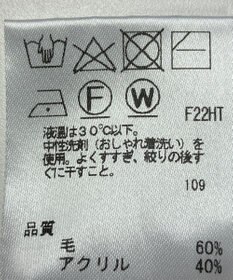 F W F22HT
液温は30℃以下。
中性洗剤(おしゃれ着洗い)を
使用。よくすすぎ、絞りの後す
ぐに干すこと。
109
品質
毛 60%
アクリル 40%